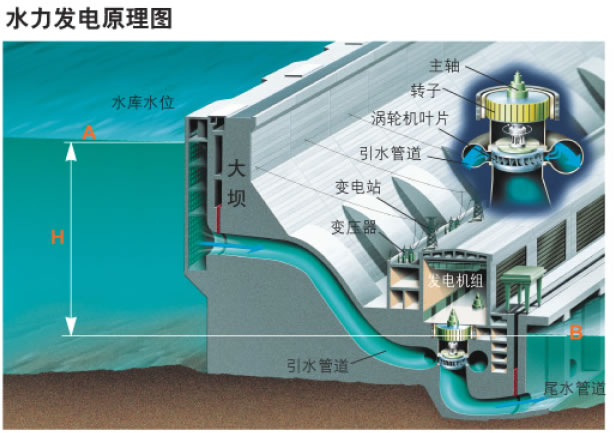 水力发电原理图
主轴
转子
水库水位
涡轮机叶片
A
引水管道
大坝
变电站
变压器
H
发电机组
B
引水管道
尾水管道